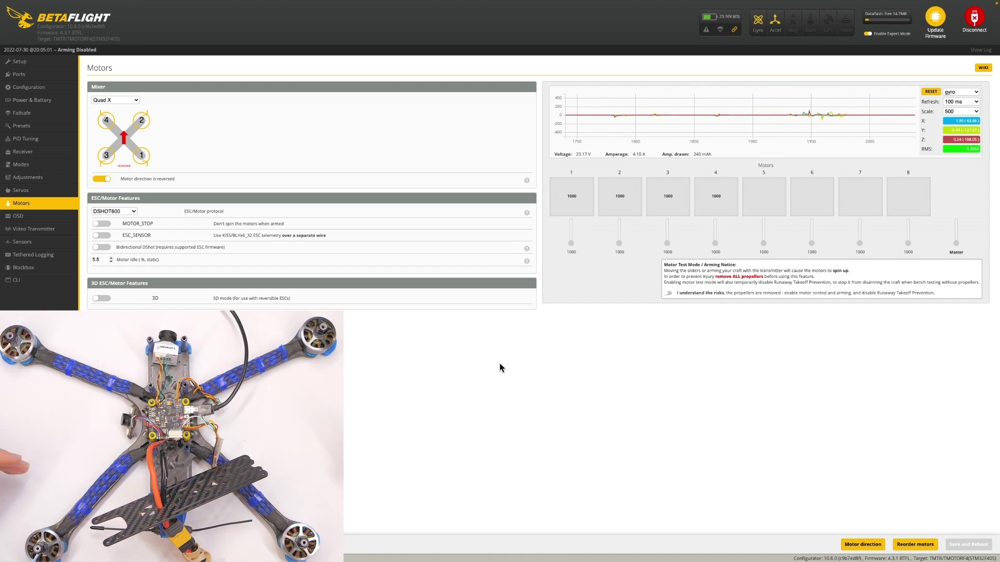 BETAFLIGHT
Configurator: 10.8.0 (c9b7ed8f)
Firmware: 4.3.1 BTFL
Target: TMTR/TMOTORF4(STM32F405)
23.16V (6S)
Gyro
Accel
Mag
Baro
GPS
Sonar
Dataflash: free 14.7MB
Enable Expert Mode
Update
Firmware
Disconnect
2022-07-30 @20:05:01 -- Arming Disabled
Show Log
Setup
Ports
Configuration
Power & Battery
Failsafe
Presets
PID Tuning
Receiver
Modes
Adjustments
Servos
Motors
OSD
Video Transmitter
Sensors
Tethered Logging
Blackbox
CLI
Motors
WIKI
Mixer
Quad X
4 2
3 1
reversed
Motor direction is reversed
ESC/Motor Features
DSHOT600 ESC/Motor protocol
MOTOR_STOP Don't spin the motors when armed
ESC_SENSOR Use KISS/BLHeli_32 ESC telemetry over a separate wire
Bidirectional DShot (requires supported ESC firmware)
5.5 Motor Idle ( %, static)
3D ESC/Motor Features
3D 3D mode (for use with reversible ESCs)
400
200
0
-200
-400
1750 1800 1850 1900 1950 2000
RESET gyro
Refresh: 100 ms
Scale: 500
X: 1.95 ( 63.66 )
Y: -0.49 ( -127.07 )
Z: 0.24 ( 108.05 )
RMS: 9.3656
Voltage: 23.17 V Amperage: 4.10 A Amp. drawn: 240 mAh
Motors
1 2 3 4 5 6 7 8
1000 1000 1000 1000
1000 1000 1000 1000 1000 1000 1000 1000 Master
Motor Test Mode / Arming Notice:
Moving the sliders or arming your craft with the transmitter will cause the motors to spin up.
In order to prevent injury remove ALL propellers before using this feature.
Enabling motor test mode will also temporarily disable Runaway Takeoff Prevention, to stop it from disarming the craft when bench testing without propellers.
I understand the risks, the propellers are removed - enable motor control and arming, and disable Runaway Takeoff Prevention.
Motor direction
Reorder motors
Save and Reboot
Configurator: 10.8.0 (c9b7ed8f) , Firmware: 4.3.1 BTFL , Target: TMTR/TMOTORF4(STM32F405)